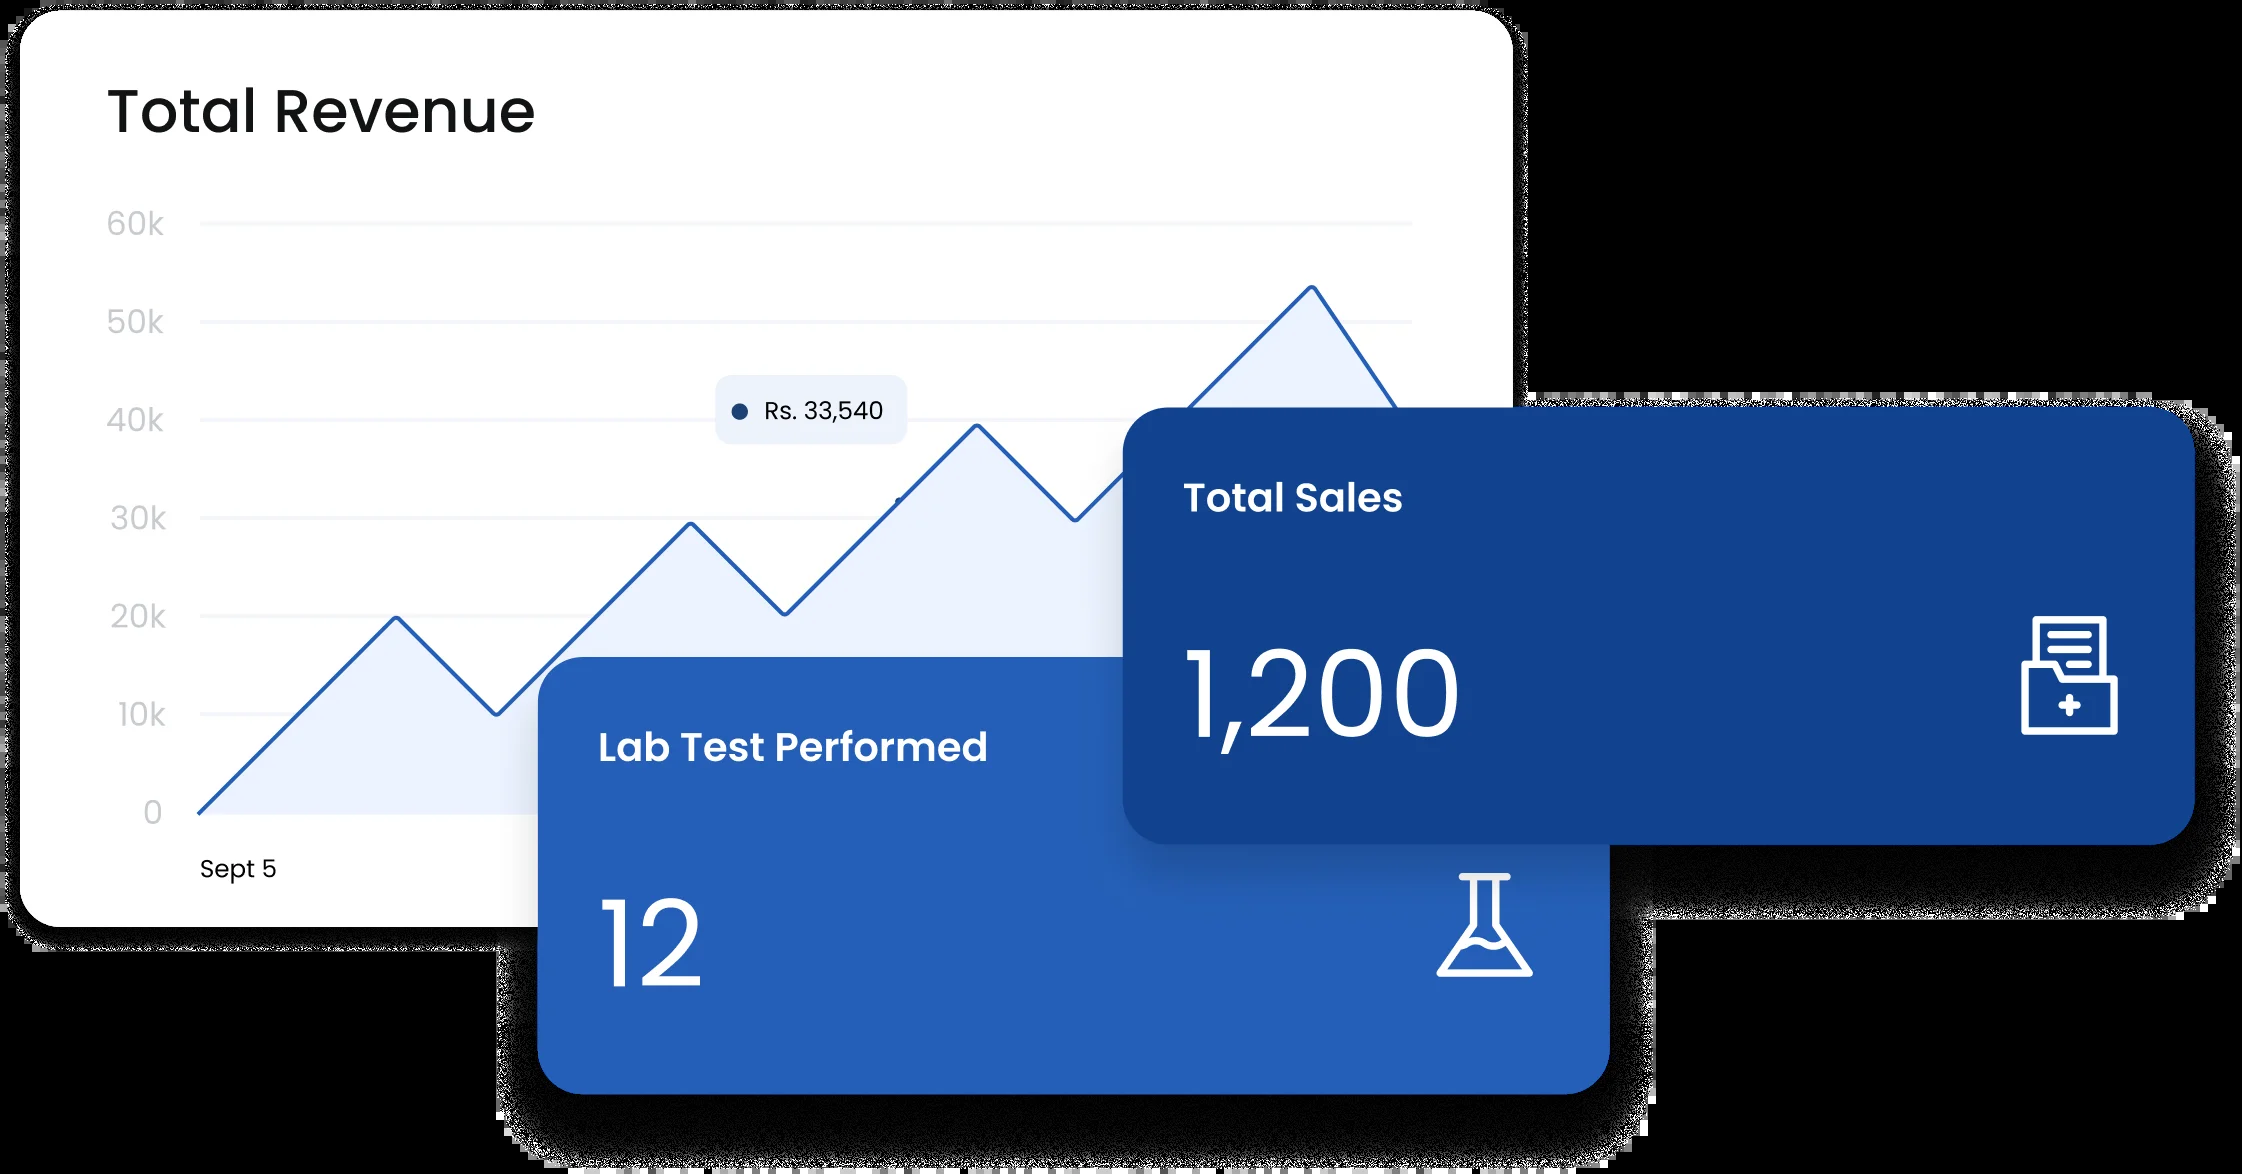 Total Revenue
60k
50k
40k
30k
20k
10k
0
Rs. 33,540
Sept 5
Total Sales
1,200
Lab Test Performed
12